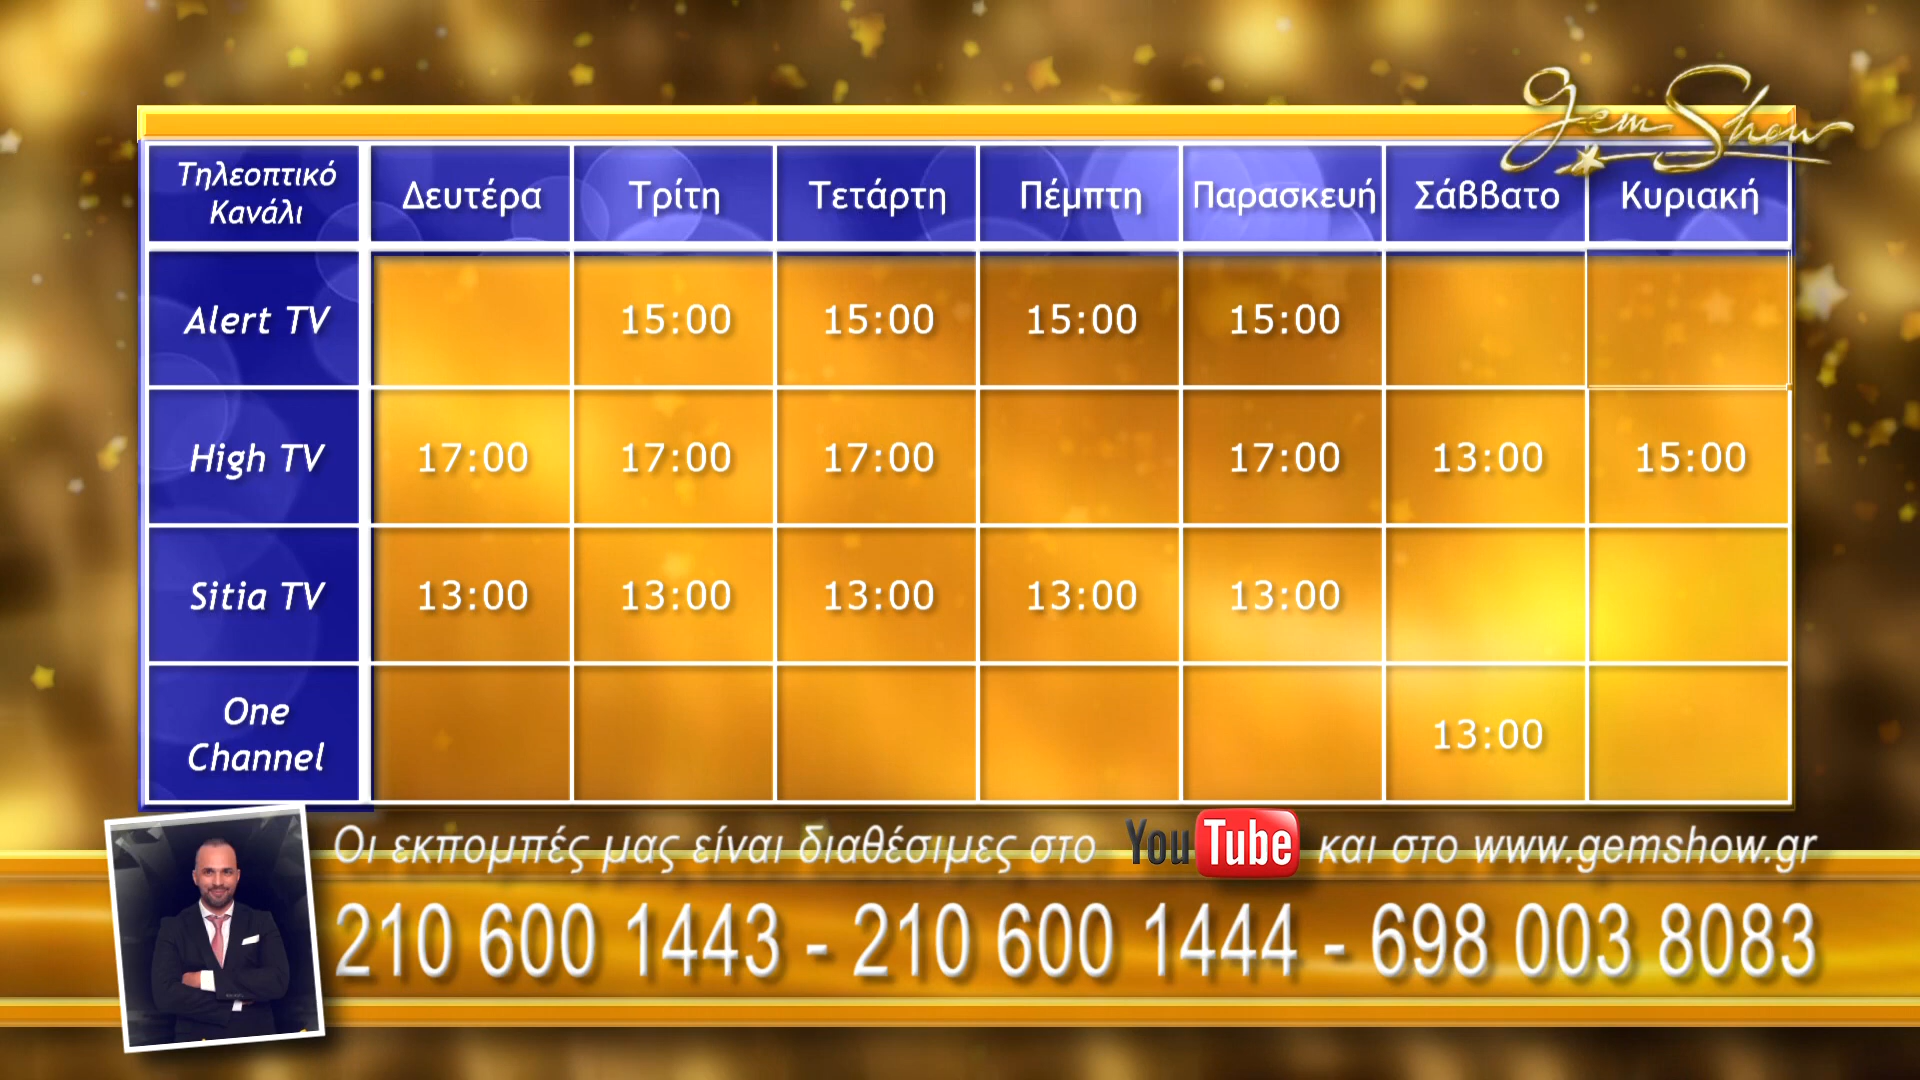 gem Show
Τηλεοπτικό
Κανάλι
Δευτέρα Τρίτη Τετάρτη Πέμπτη Παρασκευή Σάββατο Κυριακή
Alert TV 15:00 15:00 15:00 15:00
High TV 17:00 17:00 17:00 17:00 13:00 15:00
Sitia TV 13:00 13:00 13:00 13:00 13:00
One
Channel
13:00
Οι εκπομπές μας είναι διαθέσιμες στο YouTube και στο www.gemshow.gr
210 600 1443 - 210 600 1444 - 698 003 8083